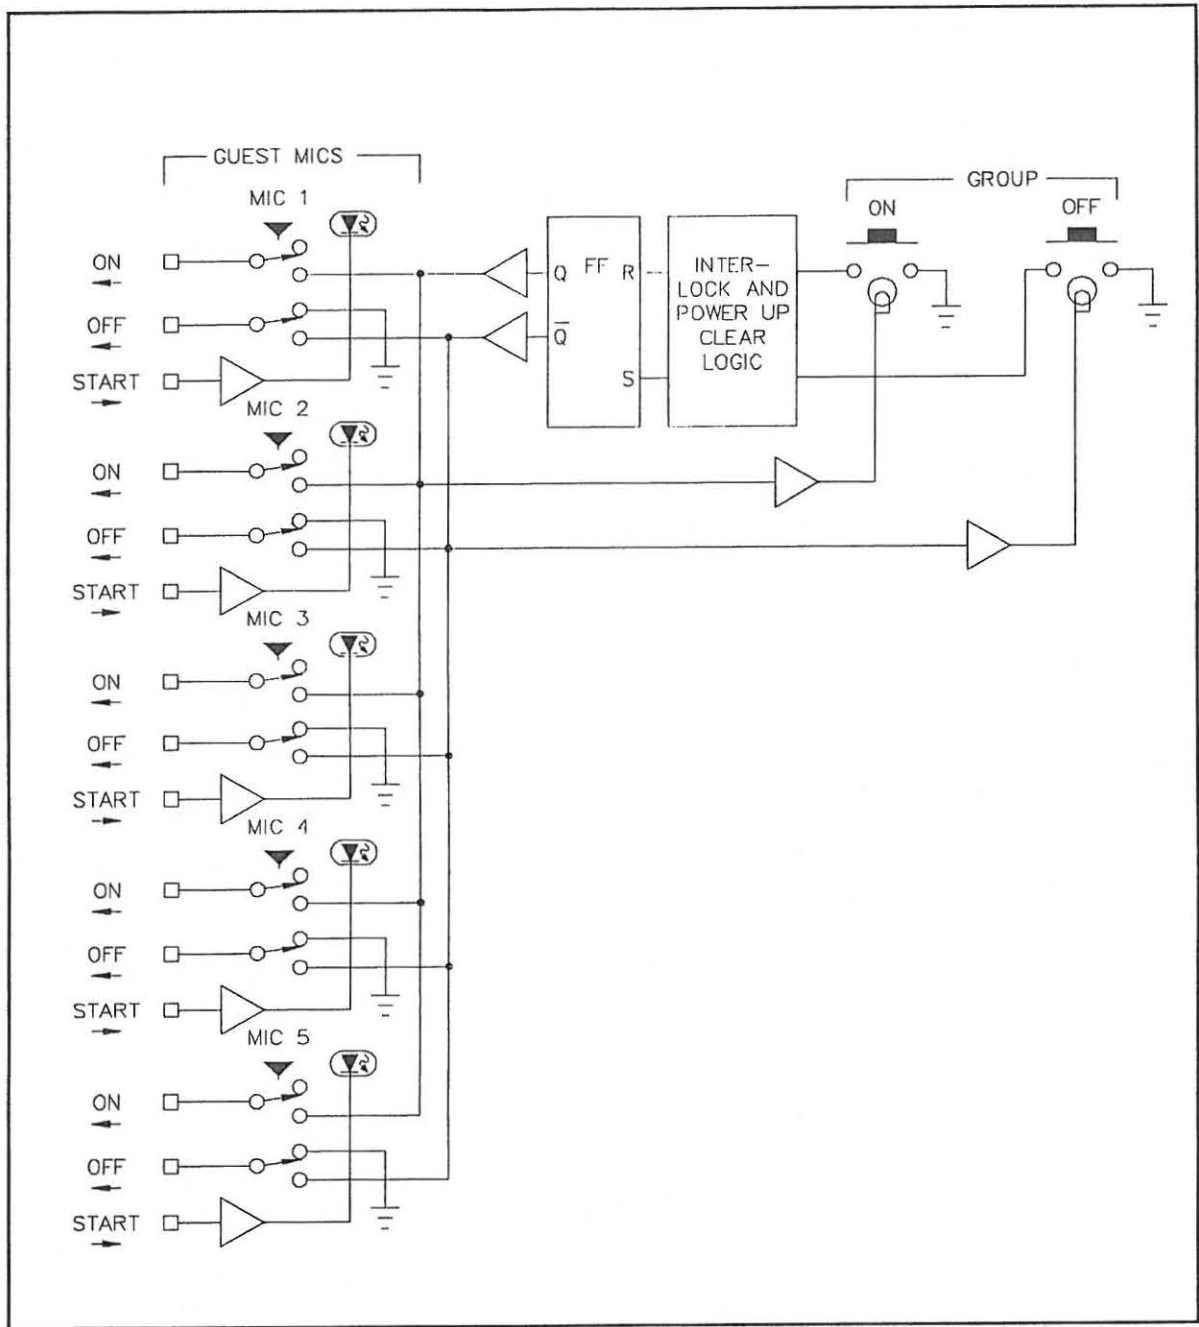 GUEST MICS
GROUP
MIC 1
ON
OFF
ON
OFF
START
Q FF R
Q̅
S
INTER-
LOCK AND
POWER UP
CLEAR
LOGIC
MIC 2
ON
OFF
START
MIC 3
ON
OFF
START
MIC 4
ON
OFF
START
MIC 5
ON
OFF
START